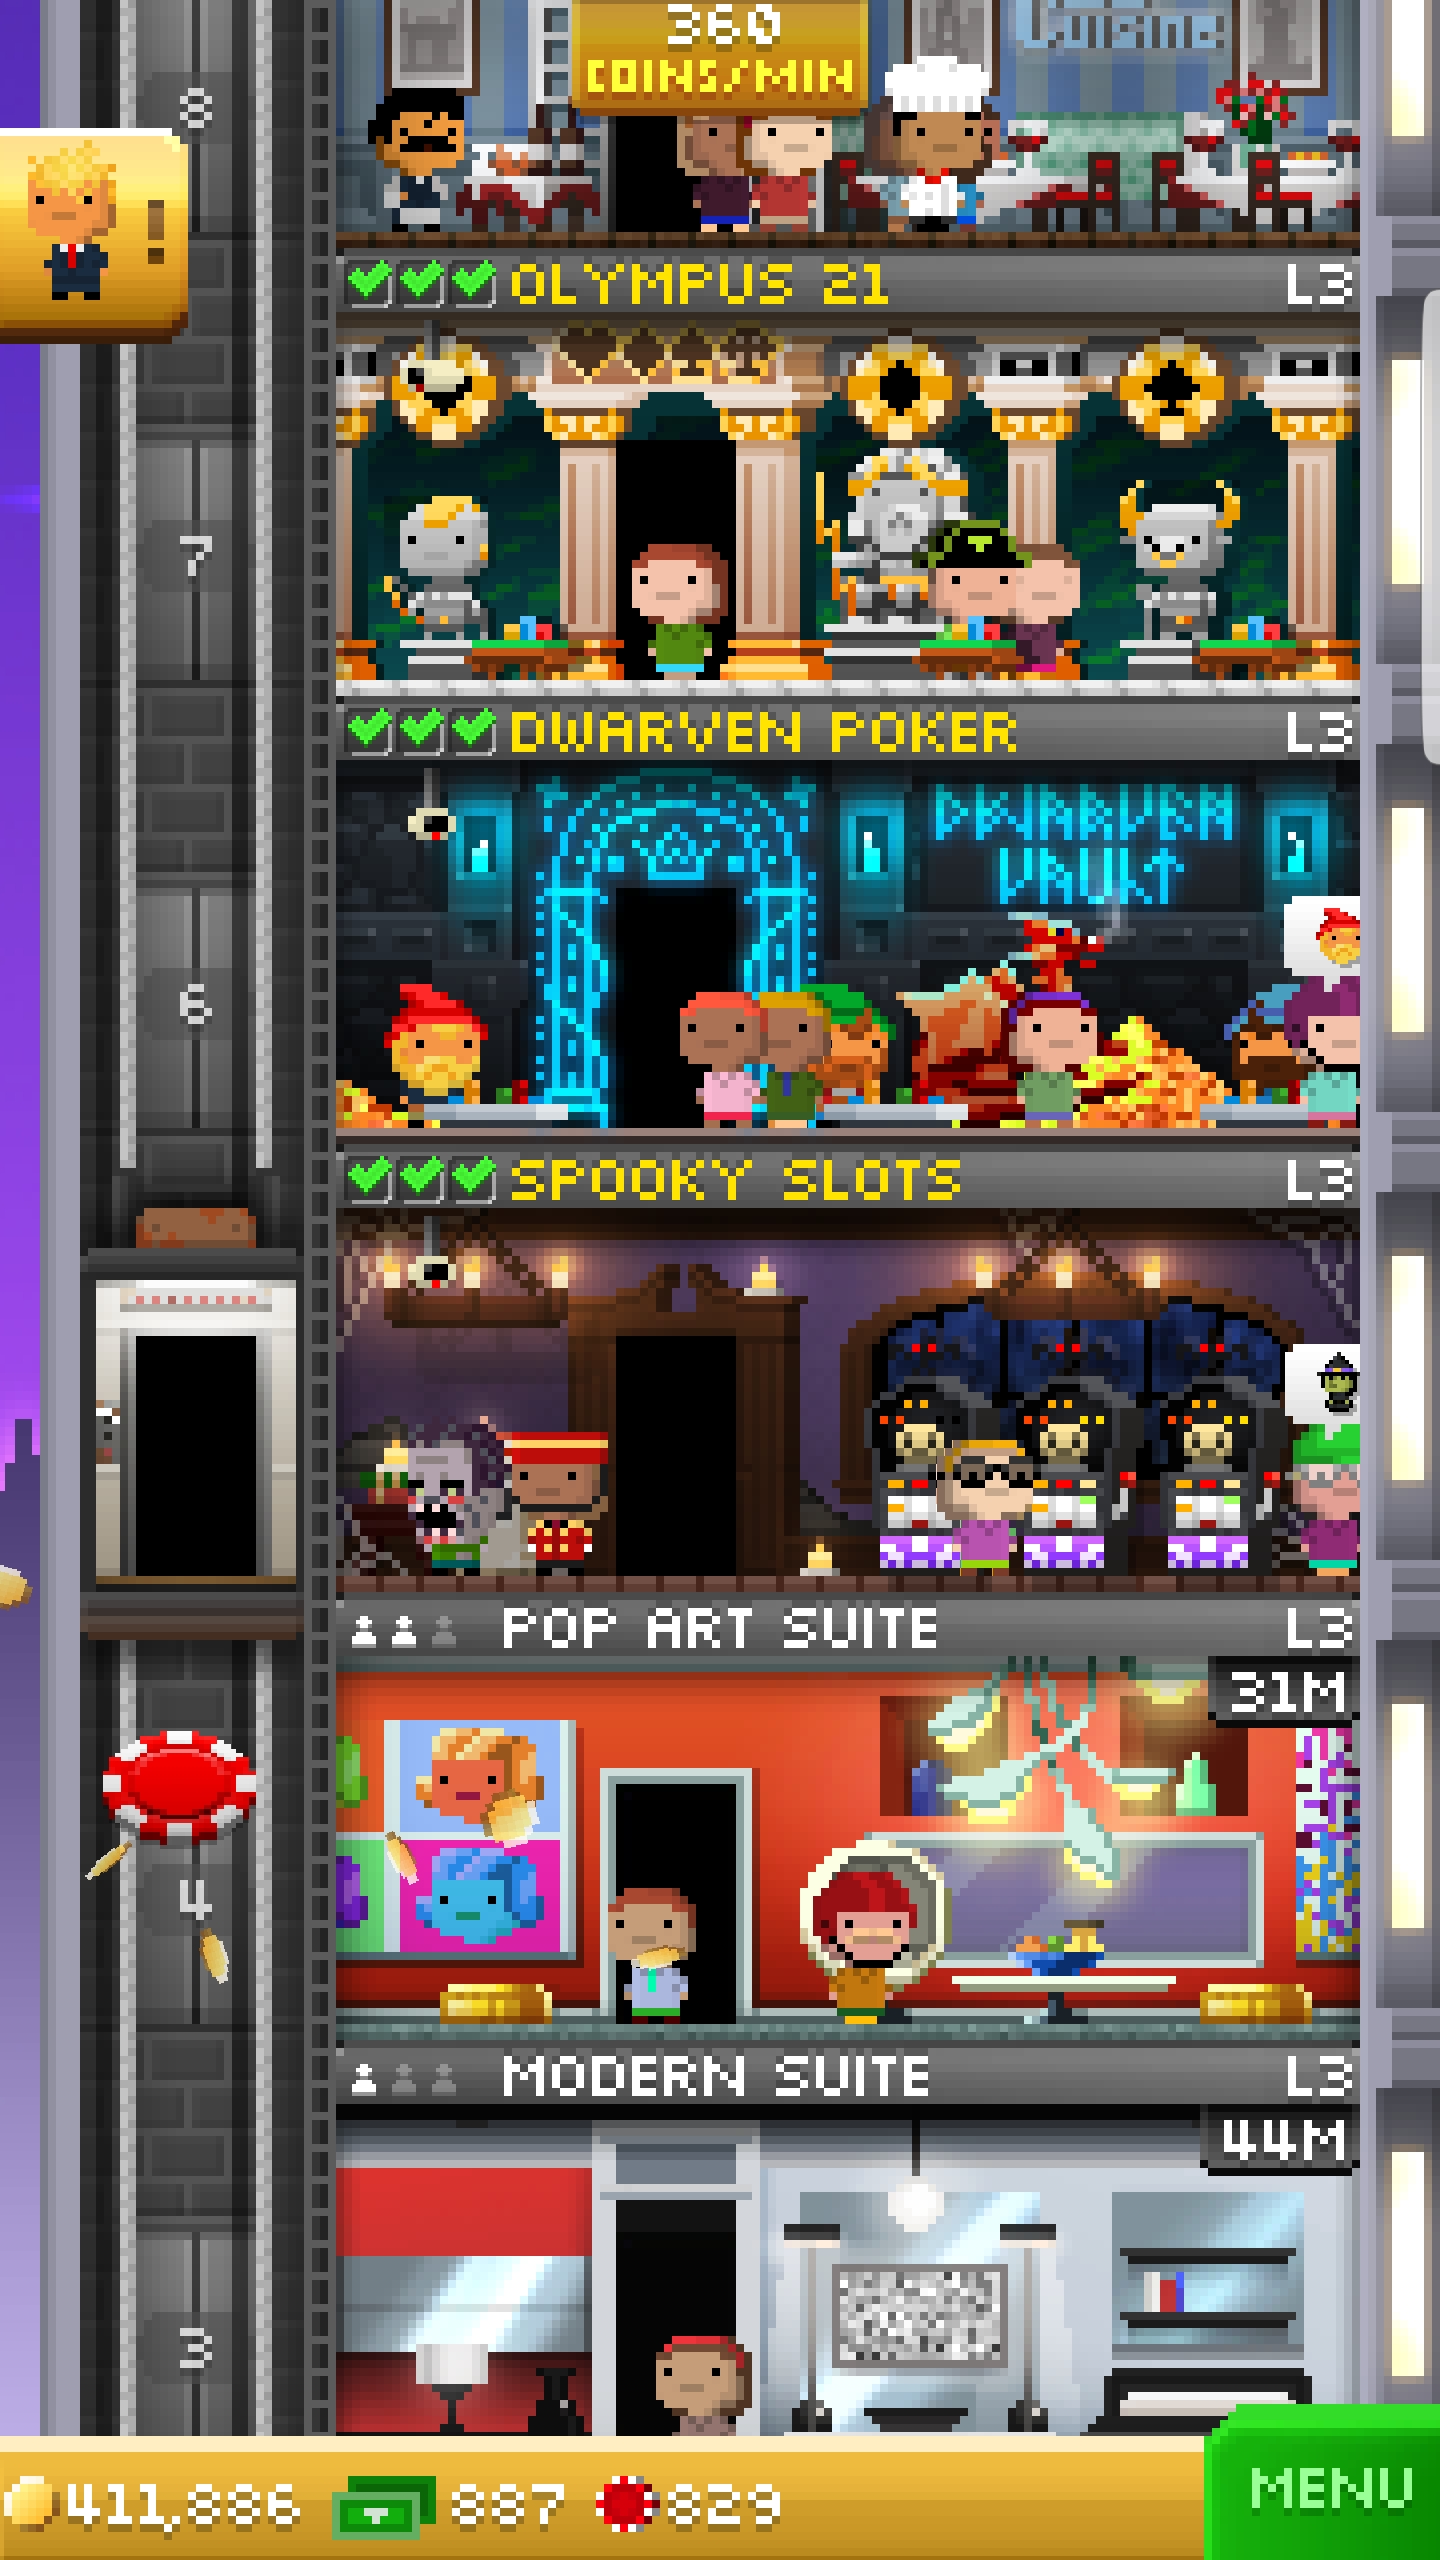 Cuisine
360
COINS/MIN
8
!
OLYMPUS 21 L3
7
DWARVEN POKER L3
DWARVEN
VAULT
6
SPOOKY SLOTS L3
POP ART SUITE L3
31M
4
MODERN SUITE L3
44M
3
411,886 887 829
MENU